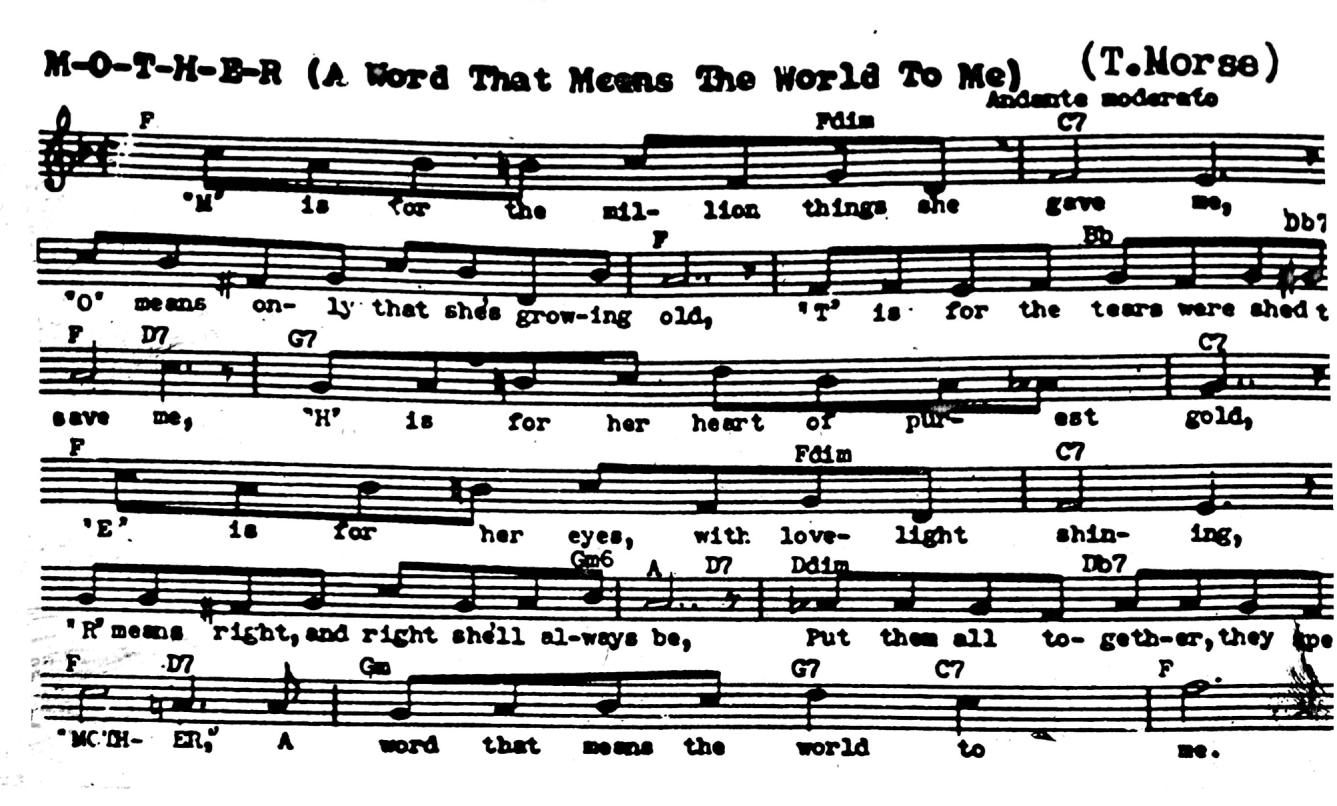 M-O-T-H-E-R (A Word That Means The World To Me) (T.Morse)
Andante moderato
F Fdim C7
"M" is for the mil- lion things she gave me,
F Bb Db7
"O" means on- ly that she's grow-ing old, "T" is for the tears were shed t
F D7 G7 C7
save me, "H" is for her heart of pur- est gold,
F Fdim C7
"E" is for her eyes, with love- light shin- ing,
Gm6 A D7 Ddim Db7
"R" means right, and right she'll al-ways be, Put them all to- geth-er, they spe
F D7 Gm G7 C7 F
"MOTH- ER," A word that means the world to me.